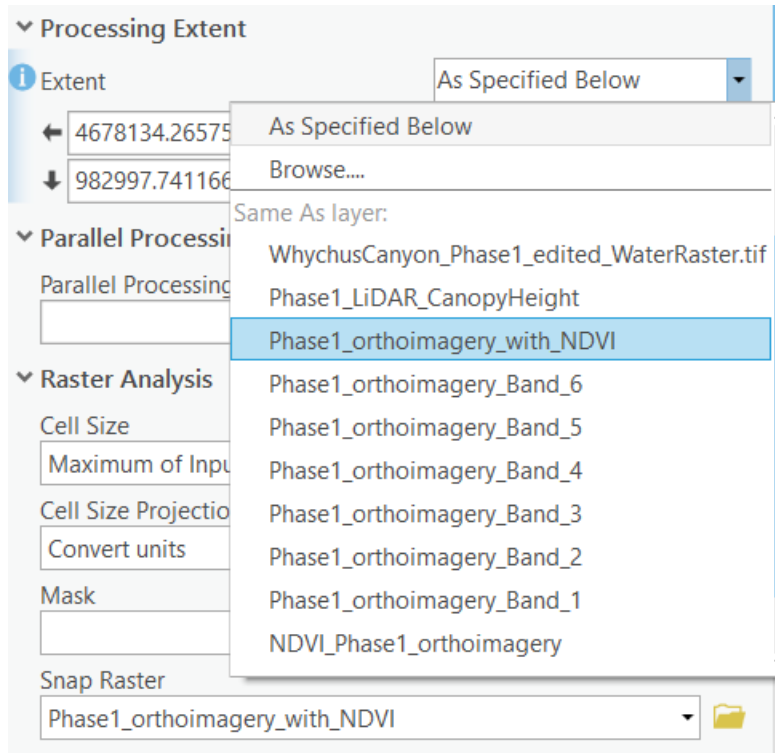 Processing Extent
Extent
As Specified Below
4678134.26575
982997.741166
As Specified Below
Browse....
Same As layer:
WhychusCanyon_Phase1_edited_WaterRaster.tif
Phase1_LiDAR_CanopyHeight
Phase1_orthoimagery_with_NDVI
Phase1_orthoimagery_Band_6
Phase1_orthoimagery_Band_5
Phase1_orthoimagery_Band_4
Phase1_orthoimagery_Band_3
Phase1_orthoimagery_Band_2
Phase1_orthoimagery_Band_1
NDVI_Phase1_orthoimagery
Parallel Processi
Parallel Processing
Raster Analysis
Cell Size
Maximum of Inpu
Cell Size Projectio
Convert units
Mask
Snap Raster
Phase1_orthoimagery_with_NDVI